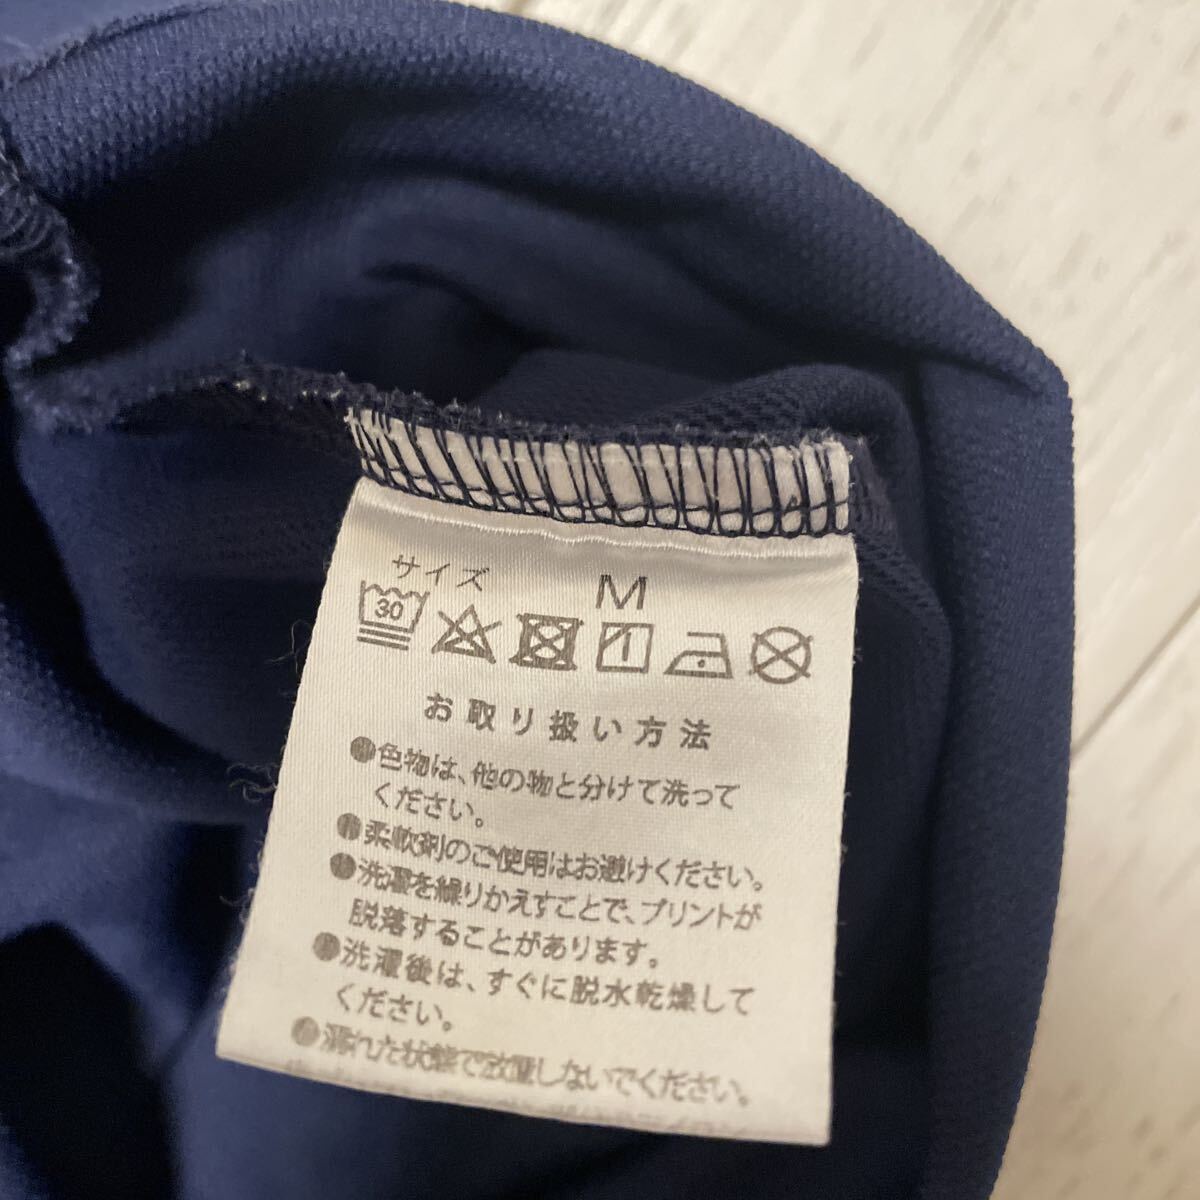 サイズ M
30
お取り扱い方法
●色物は、他の物と分けて洗って
ください。
●柔軟剤のご使用はお避けください。
●洗濯を繰りかえすことで、プリントが
脱落することがあります。
●洗濯後は、すぐに脱水乾燥して
ください。
●濡れた状態で放置しないでください。